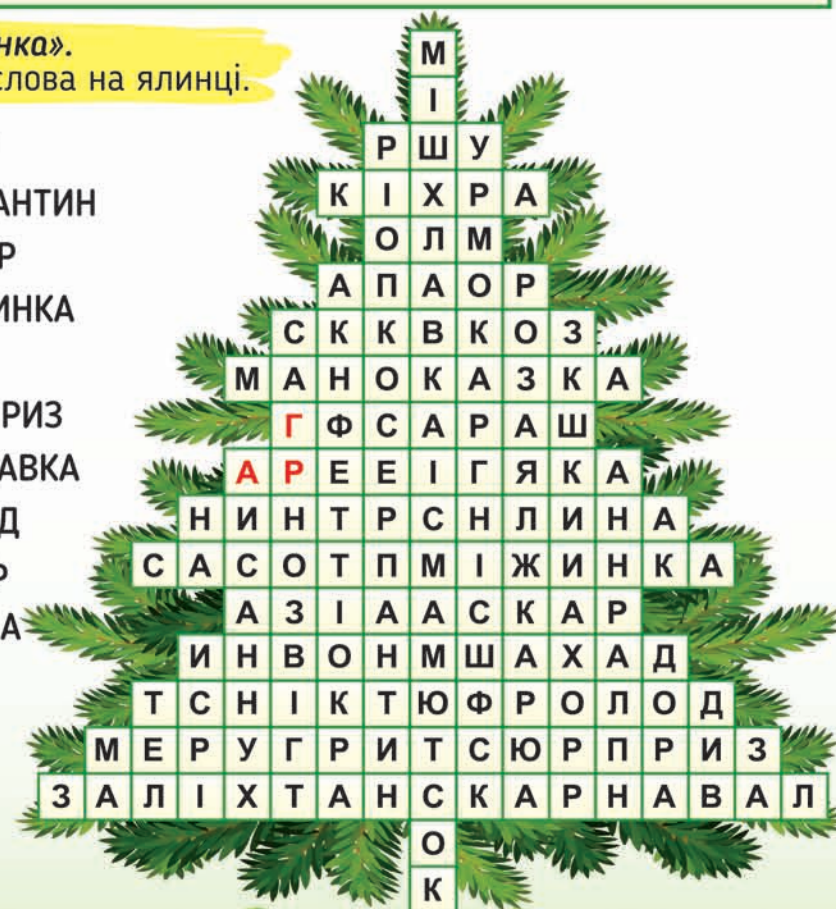 нка».
слова на ялинці.
АНТИН
Р
ИНКА
РИЗ
АВКА
Д
Р
А
М
І
Р Ш У
К І Х Р А
О Л М
А П А О Р
С К К В К О З
М А Н О К А З К А
Г Ф С А Р А Ш
А Р Е Е І Г Я К А
Н И Н Т Р С Н Л И Н А
С А С О Т П М І Ж И Н К А
А З І А А С К А Р
И Н В О Н М Ш А Х А Д
Т С Н І К Т Ю Ф Р О Л О Д
М Е Р У Г Р И Т С Ю Р П Р И З
З А Л І Х Т А Н С К А Р Н А В А Л
О
К